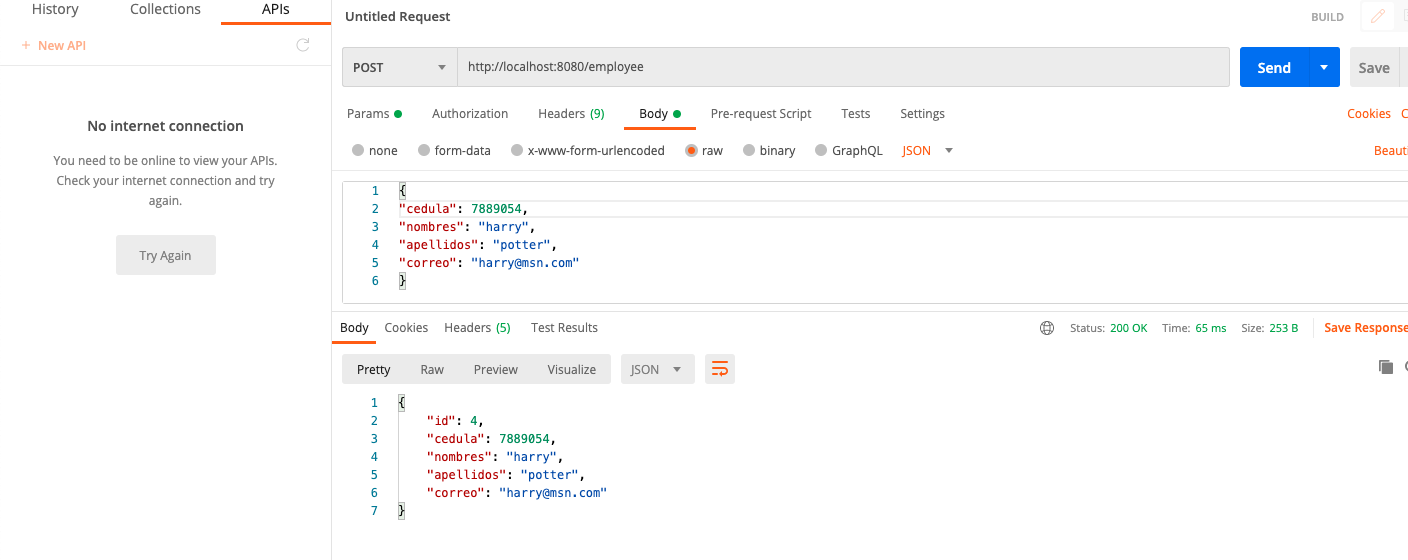 History Collections APIs
+ New API
No internet connection
You need to be online to view your APIs.
Check your internet connection and try
again.
Try Again
Untitled Request
BUILD
POST http://localhost:8080/employee Send Save
Params Authorization Headers (9) Body Pre-request Script Tests Settings Cookies
none form-data x-www-form-urlencoded raw binary GraphQL JSON Beauti
1 {
2 "cedula": 7889054,
3 "nombres": "harry",
4 "apellidos": "potter",
5 "correo": "harry@msn.com"
6 }
Body Cookies Headers (5) Test Results Status: 200 OK Time: 65 ms Size: 253 B Save Response
Pretty Raw Preview Visualize JSON
1 {
2 "id": 4,
3 "cedula": 7889054,
4 "nombres": "harry",
5 "apellidos": "potter",
6 "correo": "harry@msn.com"
7 }